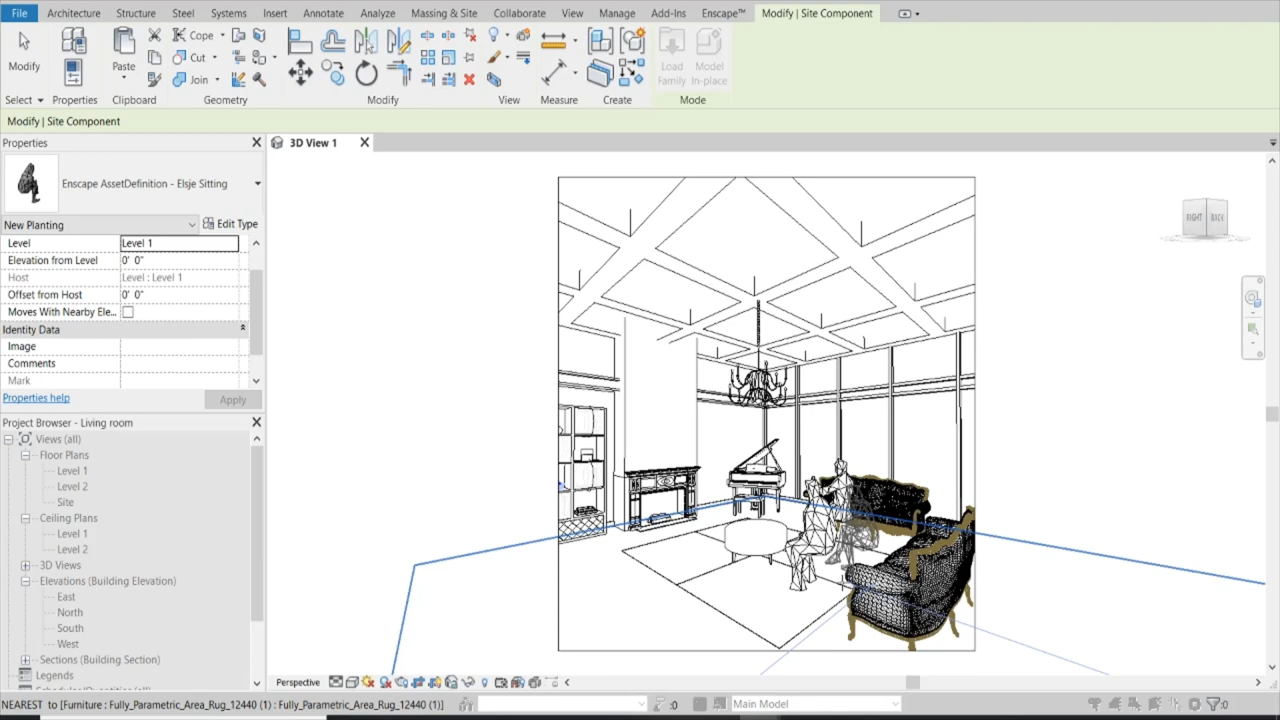 File Architecture Structure Steel Systems Insert Annotate Analyze Massing & Site Collaborate View Manage Add-Ins Enscape™ Modify | Site Component
Modify Paste Cope Cut Join Load Family Model In-place
Select Properties Clipboard Geometry Modify View Measure Create Mode
Modify | Site Component
Properties
3D View 1
Enscape AssetDefinition - Elsje Sitting
New Planting Edit Type
Level Level 1
Elevation from Level 0' 0"
Host Level : Level 1
Offset from Host 0' 0"
Moves With Nearby Ele...
Identity Data
Image
Comments
Mark
Properties help Apply
RIGHT BACK
Project Browser - Living room
Views (all)
Floor Plans
Level 1
Level 2
Site
Ceiling Plans
Level 1
Level 2
3D Views
Elevations (Building Elevation)
East
North
South
West
Sections (Building Section)
Legends
Perspective
NEAREST to [Furniture : Fully_Parametric_Area_Rug_12440 (1) : Fully_Parametric_Area_Rug_12440 (1)] :0 Main Model :0